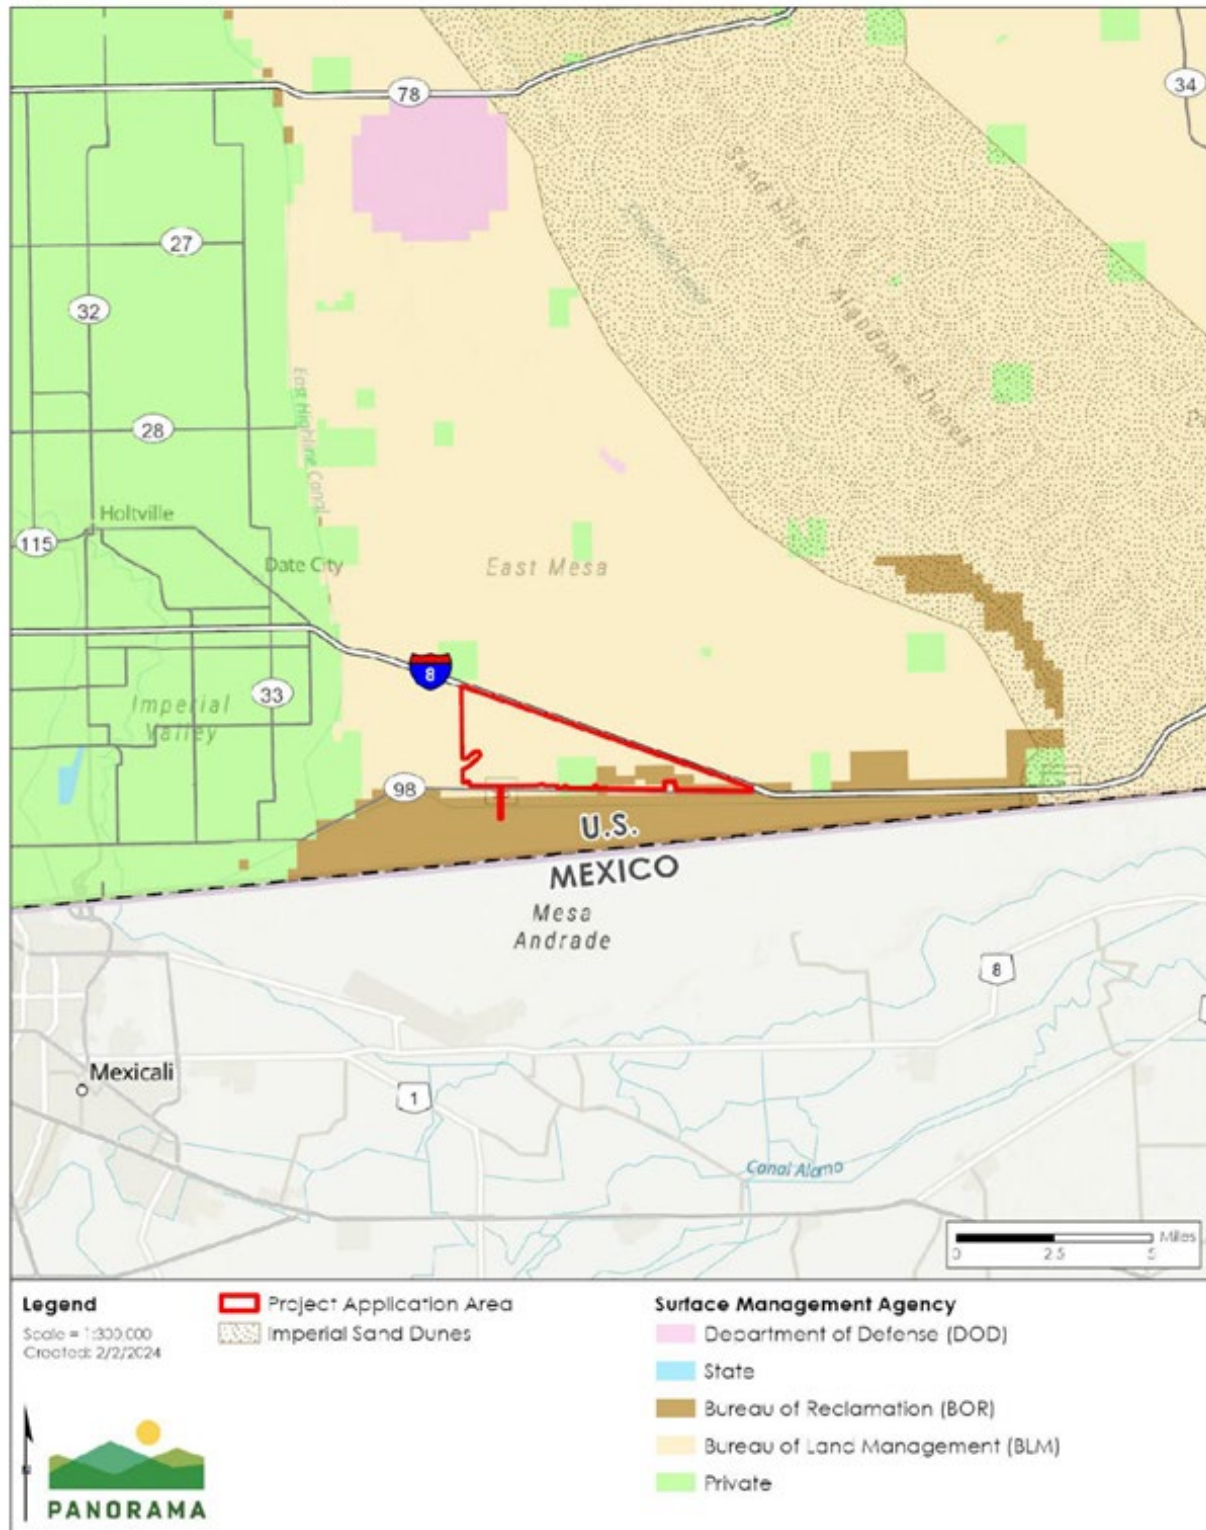 78
34
Sand Hills
27
32
Algodones Dunes
East Highline Canal
28
Holtville
115
Date City
East Mesa
8
33
Imperial
Valley
98
U.S.
MEXICO
Mesa
Andrade
8
Mexicali
1
Canal Alamo
Miles
0 2.5 5
Legend
Scale = 1:300,000
Created: 2/2/2024
Project Application Area
Imperial Sand Dunes
Surface Management Agency
Department of Defense (DOD)
State
Bureau of Reclamation (BOR)
Bureau of Land Management (BLM)
Private
PANORAMA